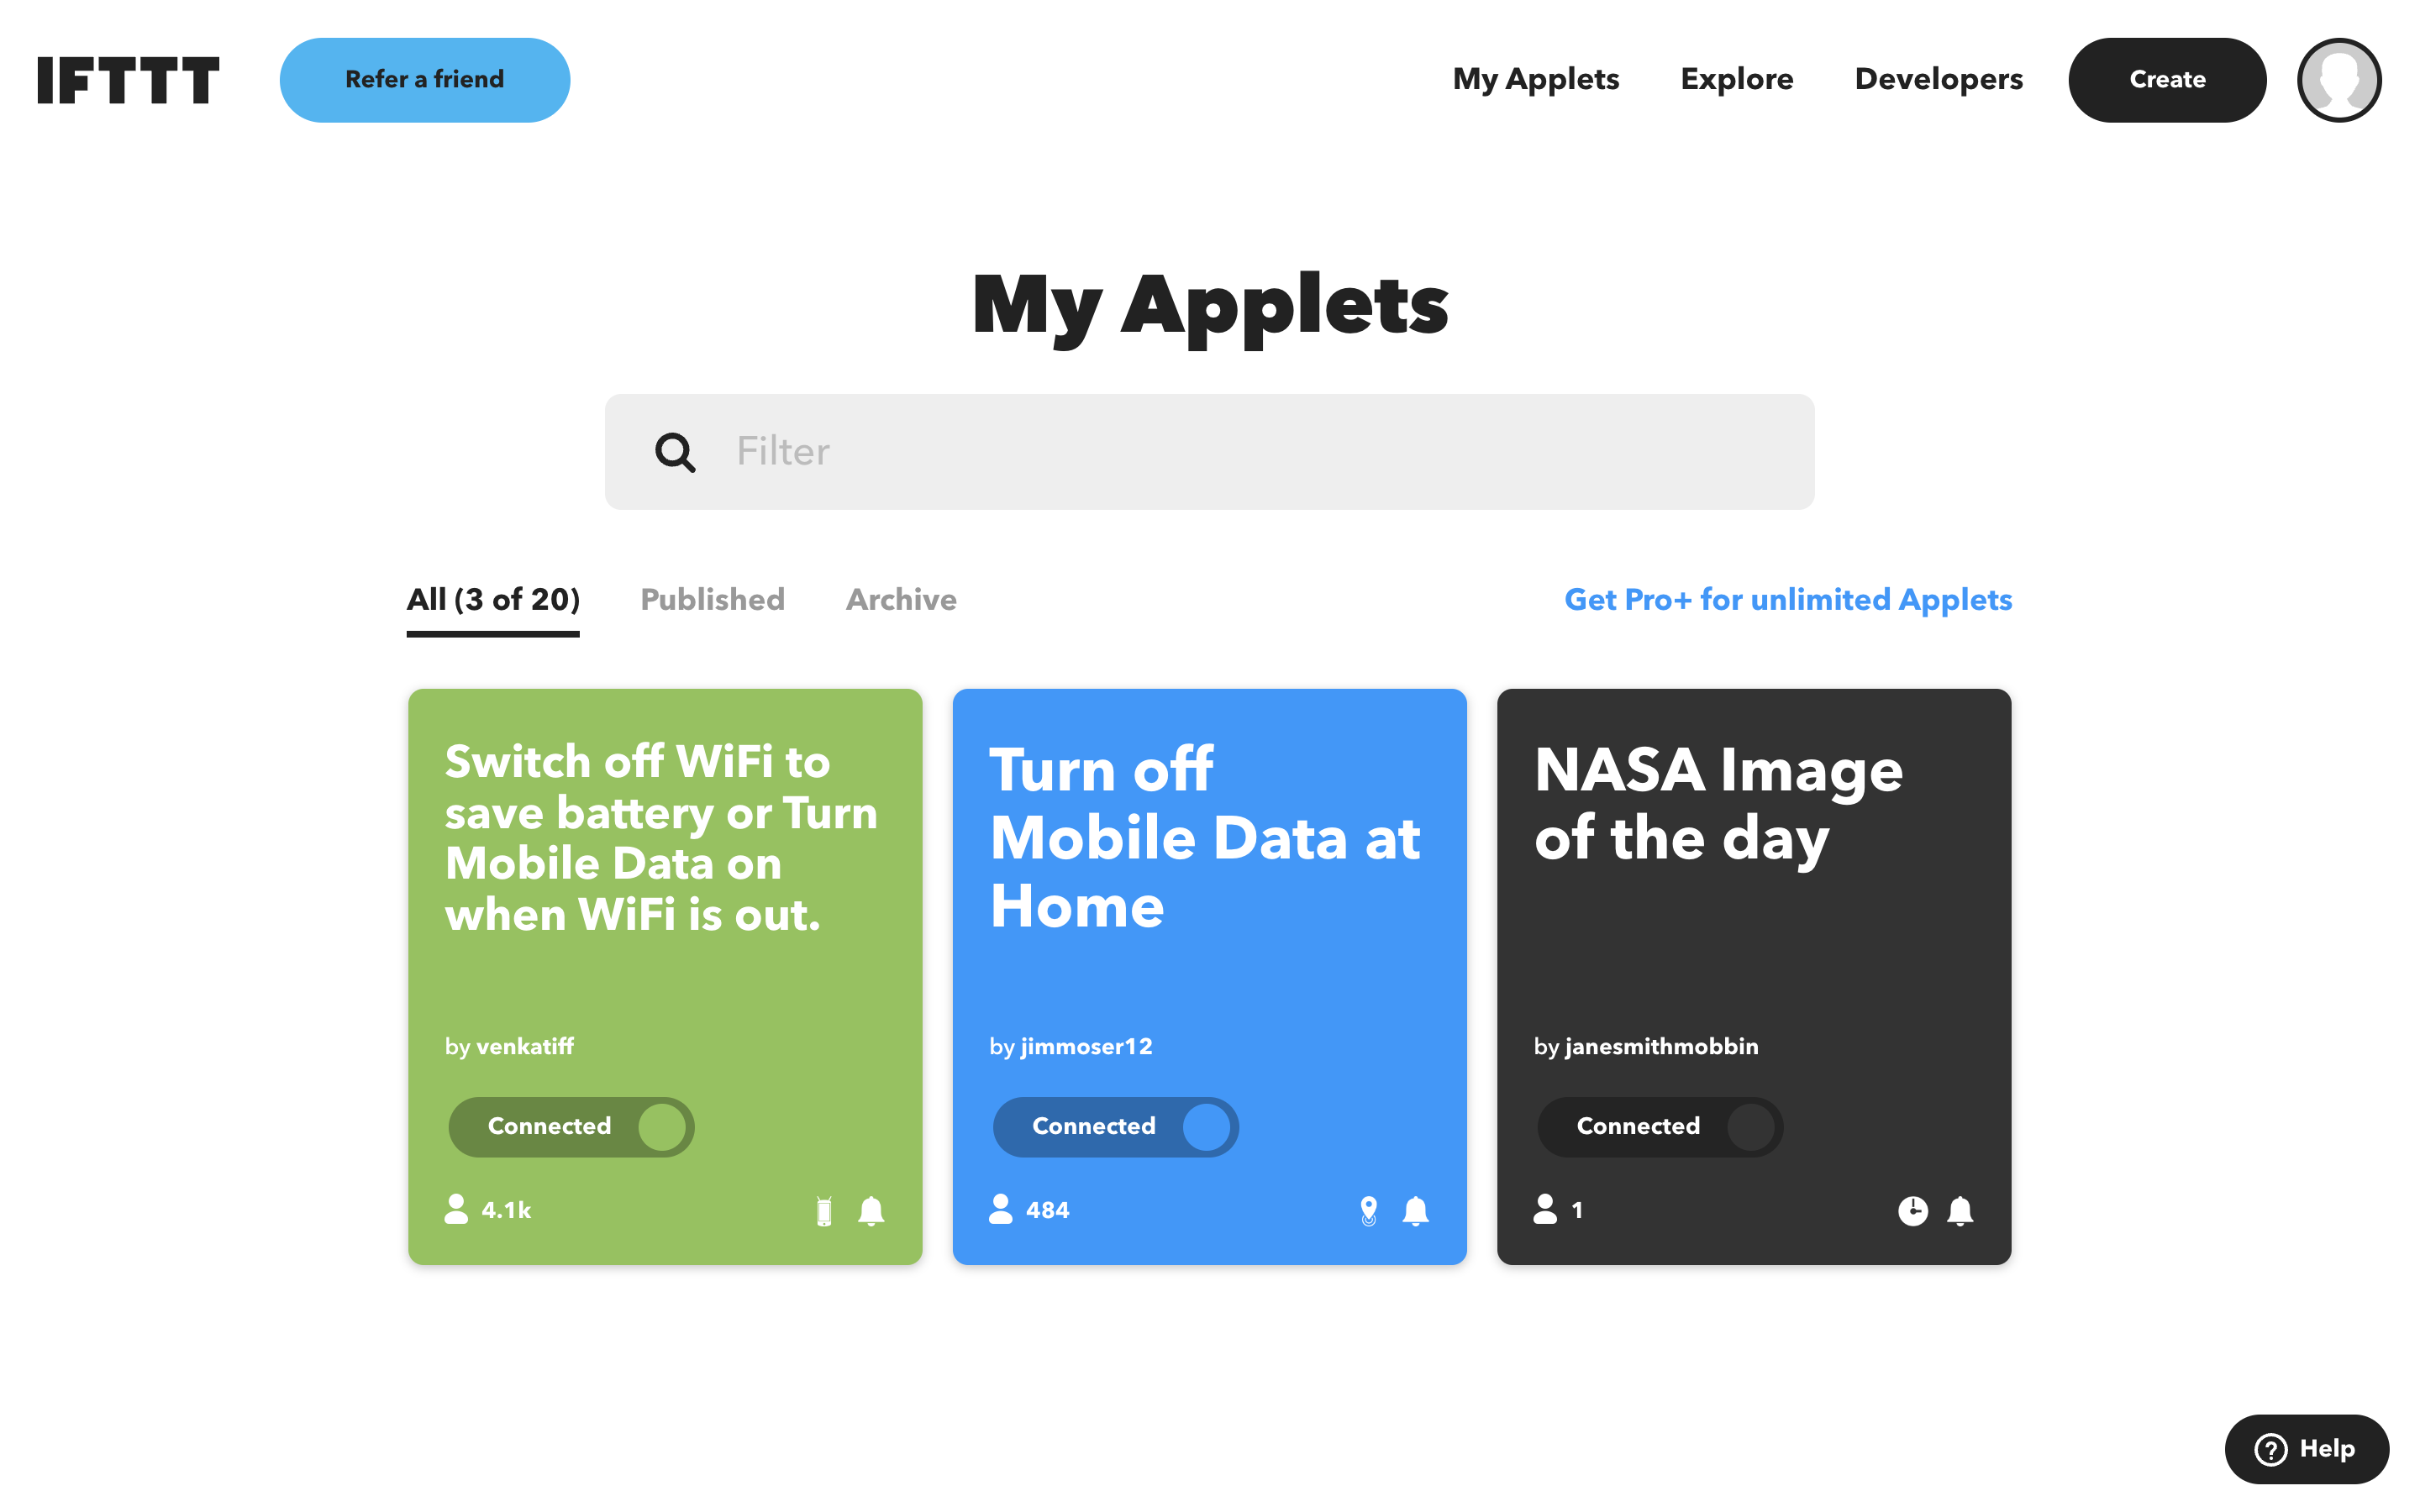 IFTTT
Refer a friend
My Applets
Explore
Developers
Create
My Applets
Filter
All (3 of 20)
Published
Archive
Get Pro+ for unlimited Applets
Switch off WiFi to
save battery or Turn
Mobile Data on
when WiFi is out.
by venkatiff
Connected
4.1k
Turn off
Mobile Data at
Home
by jimmoser12
Connected
484
NASA Image
of the day
by janesmithmobbin
Connected
1
Help